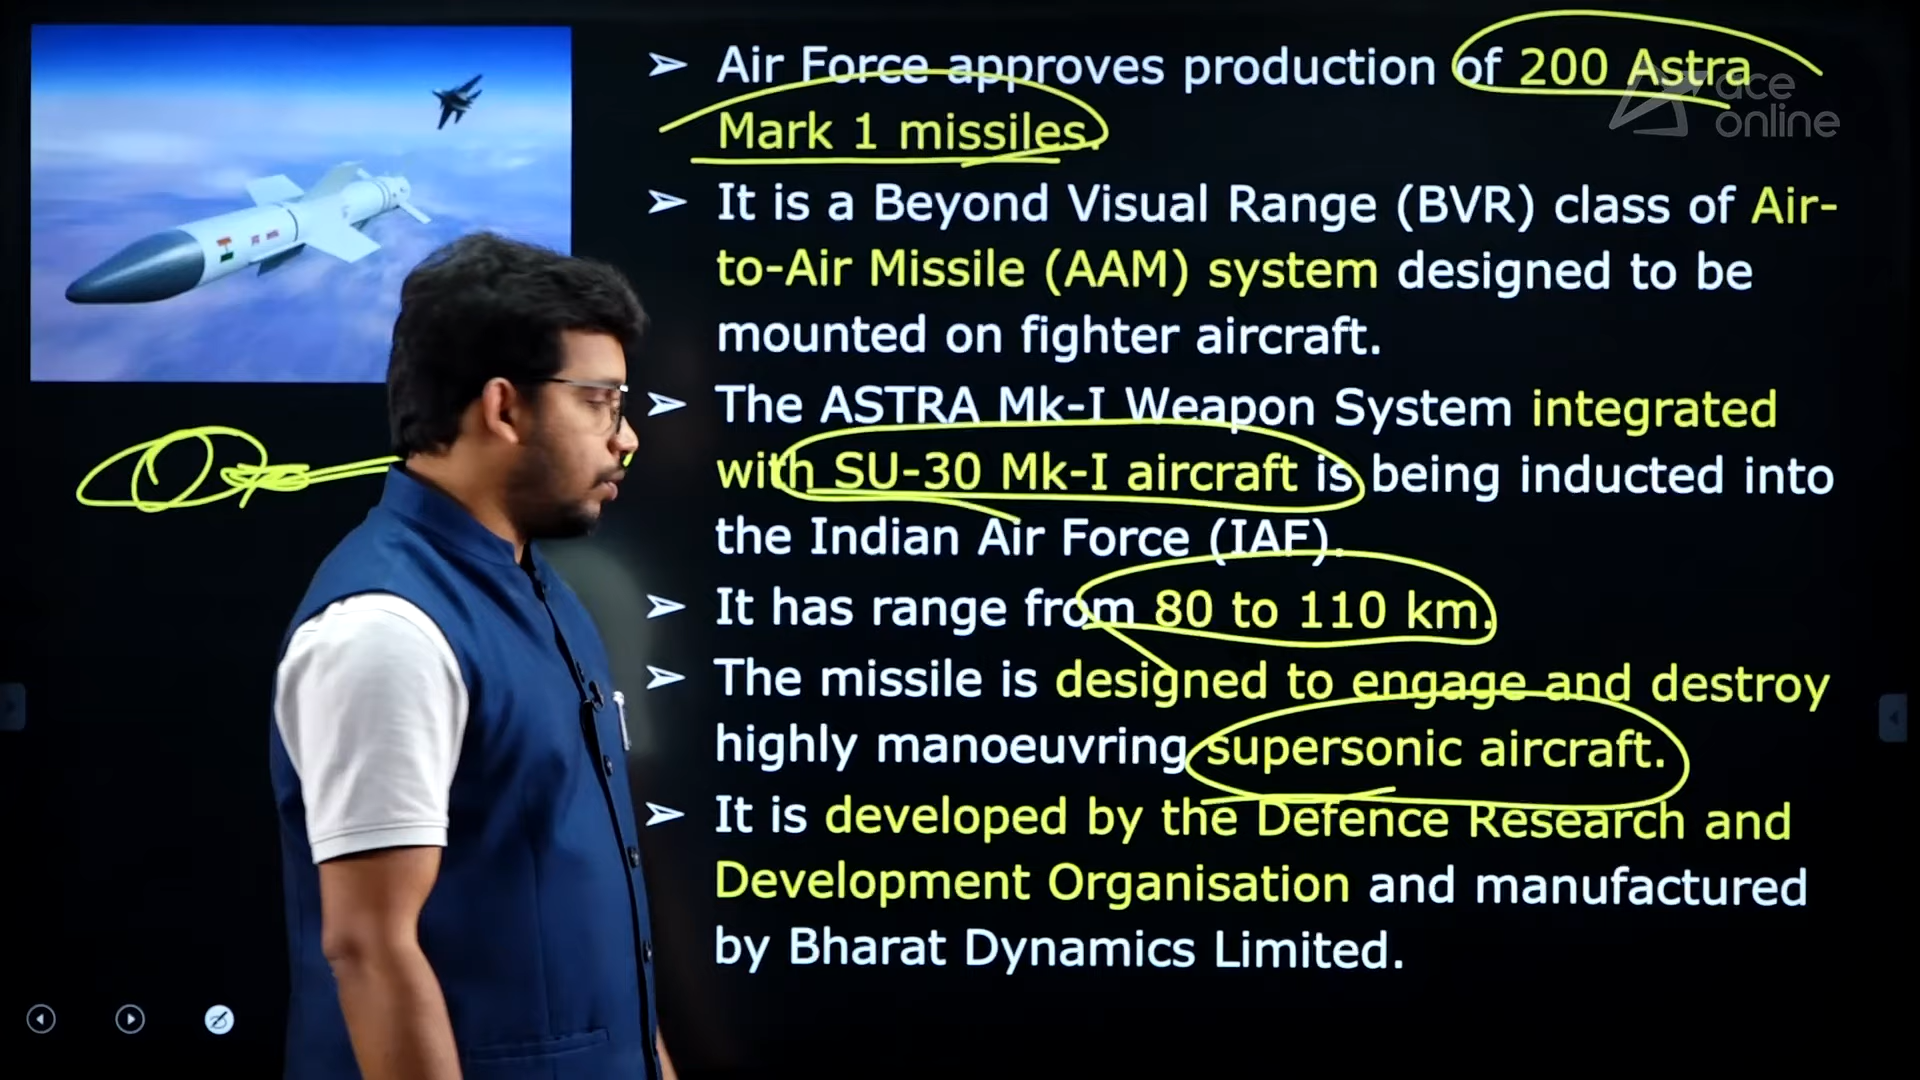 Air Force approves production of 200 Astra
Mark 1 missiles.
ace
online
It is a Beyond Visual Range (BVR) class of Air-
to-Air Missile (AAM) system designed to be
mounted on fighter aircraft.
The ASTRA Mk-I Weapon System integrated
with SU-30 Mk-I aircraft is being inducted into
the Indian Air Force (IAF).
It has range from 80 to 110 km.
The missile is designed to engage and destroy
highly manoeuvring supersonic aircraft.
It is developed by the Defence Research and
Development Organisation and manufactured
by Bharat Dynamics Limited.